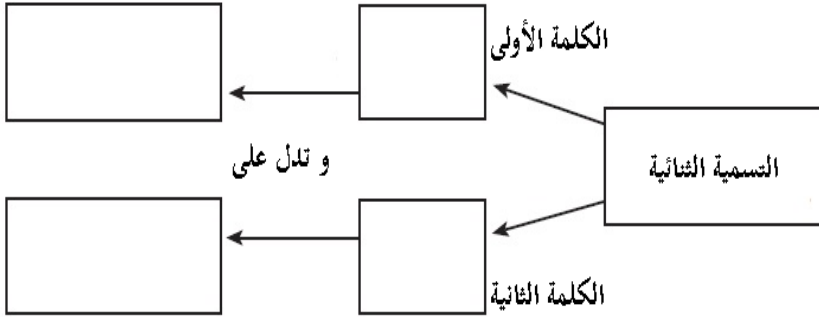 الكلمة الأولى
و تدل على
التسمية الثنائية
الكلمة الثانية